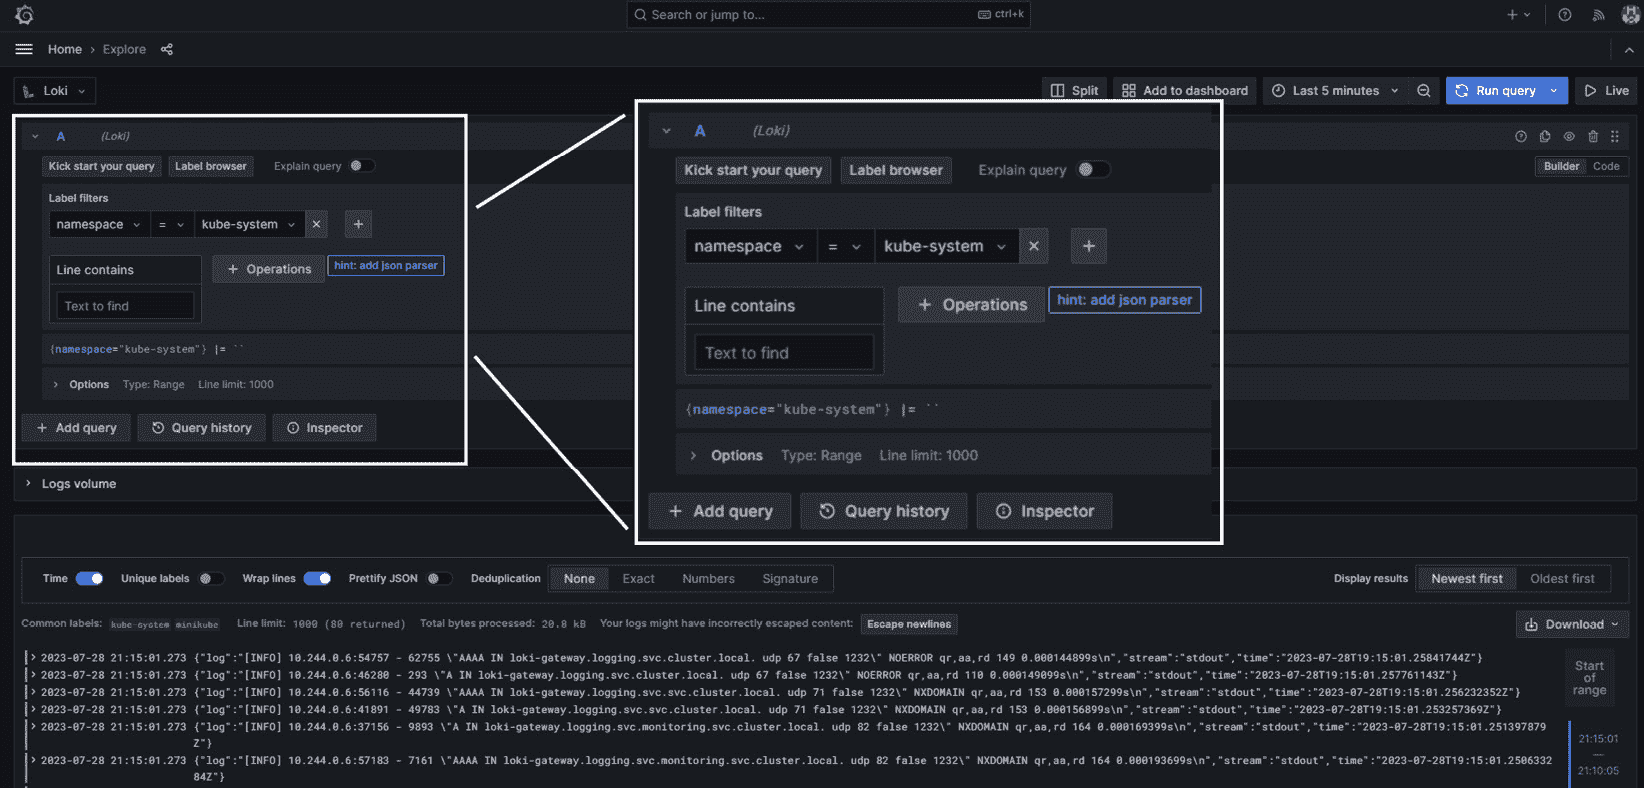 Search or jump to... ctrl+k
Home › Explore
Loki
Split Add to dashboard Last 5 minutes Run query Live
A (Loki)
Kick start your query Label browser Explain query
Builder Code
Label filters
namespace = kube-system × +
Line contains + Operations hint: add json parser
Text to find
{namespace="kube-system"} |= ``
Options Type: Range Line limit: 1000
+ Add query Query history Inspector
A (Loki)
Kick start your query Label browser Explain query
Label filters
namespace = kube-system × +
Line contains + Operations hint: add json parser
Text to find
{namespace="kube-system"} |= ``
Options Type: Range Line limit: 1000
+ Add query Query history Inspector
Logs volume
Time Unique labels Wrap lines Prettify JSON Deduplication None Exact Numbers Signature Display results Newest first Oldest first
Common labels: kube-system minikube Line limit: 1000 (80 returned) Total bytes processed: 20.8 kB Your logs might have incorrectly escaped content: Escape newlines Download
2023-07-28 21:15:01.273 {"log":"[INFO] 10.244.0.6:54757 - 62755 \"AAAA IN loki-gateway.logging.svc.cluster.local. udp 67 false 1232\" NOERROR qr,aa,rd 149 0.000144899s\n","stream":"stdout","time":"2023-07-28T19:15:01.25841744Z"}
2023-07-28 21:15:01.273 {"log":"[INFO] 10.244.0.6:46280 - 293 \"A IN loki-gateway.logging.svc.cluster.local. udp 67 false 1232\" NOERROR qr,aa,rd 110 0.000149099s\n","stream":"stdout","time":"2023-07-28T19:15:01.257761143Z"}
2023-07-28 21:15:01.273 {"log":"[INFO] 10.244.0.6:56116 - 44739 \"AAAA IN loki-gateway.logging.svc.svc.cluster.local. udp 71 false 1232\" NXDOMAIN qr,aa,rd 153 0.000157299s\n","stream":"stdout","time":"2023-07-28T19:15:01.256232352Z"}
2023-07-28 21:15:01.273 {"log":"[INFO] 10.244.0.6:41891 - 49783 \"A IN loki-gateway.logging.svc.svc.cluster.local. udp 71 false 1232\" NXDOMAIN qr,aa,rd 153 0.000156899s\n","stream":"stdout","time":"2023-07-28T19:15:01.253257369Z"}
2023-07-28 21:15:01.273 {"log":"[INFO] 10.244.0.6:37156 - 9893 \"A IN loki-gateway.logging.svc.monitoring.svc.cluster.local. udp 82 false 1232\" NXDOMAIN qr,aa,rd 164 0.000169399s\n","stream":"stdout","time":"2023-07-28T19:15:01.251397879
Z"}
2023-07-28 21:15:01.273 {"log":"[INFO] 10.244.0.6:57183 - 7161 \"AAAA IN loki-gateway.logging.svc.monitoring.svc.cluster.local. udp 82 false 1232\" NXDOMAIN qr,aa,rd 164 0.000193699s\n","stream":"stdout","time":"2023-07-28T19:15:01.2506332
84Z"}
Start
of
range
21:15:01
—
21:10:05